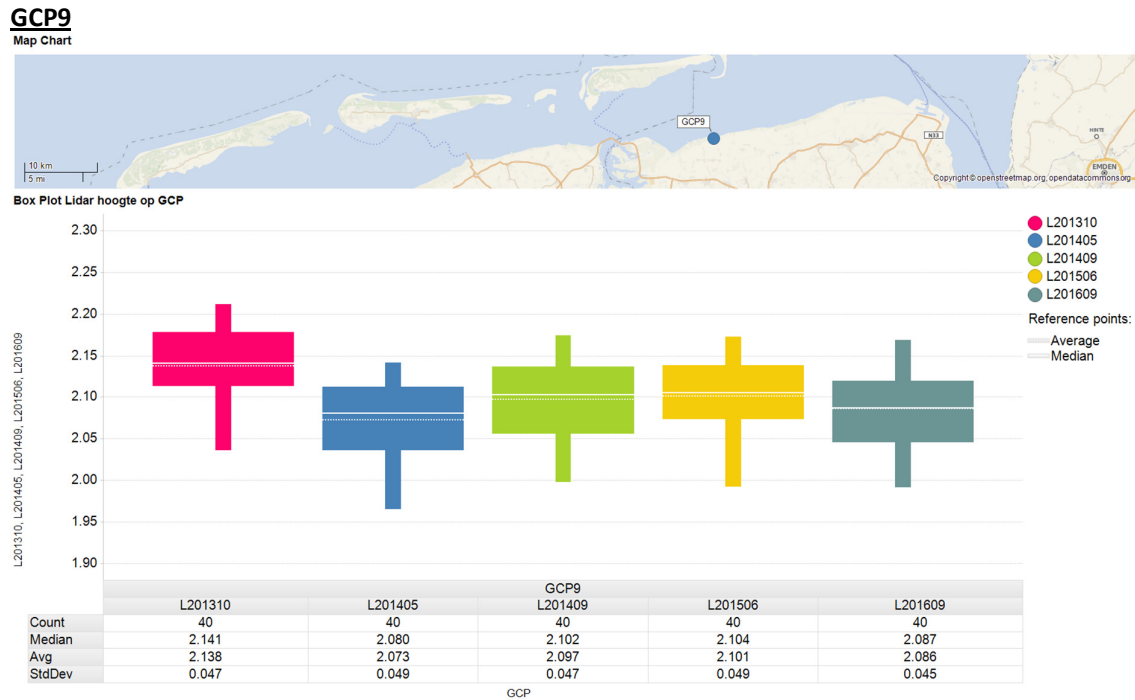 GCP9
Map Chart
GCP9
N33
HINTE
EMDEN
10 km
5 mi
Copyright © openstreetmap.org, opendatacommons.org
Box Plot Lidar hoogte op GCP
2.30
2.25
2.20
2.15
2.10
2.05
2.00
1.95
1.90
L201310, L201405, L201409, L201506, L201609
L201310
L201405
L201409
L201506
L201609
Reference points:
Average
Median
GCP9
L201310 L201405 L201409 L201506 L201609
Count 40 40 40 40 40
Median 2.141 2.080 2.102 2.104 2.087
Avg 2.138 2.073 2.097 2.101 2.086
StdDev 0.047 0.049 0.047 0.049 0.045
GCP